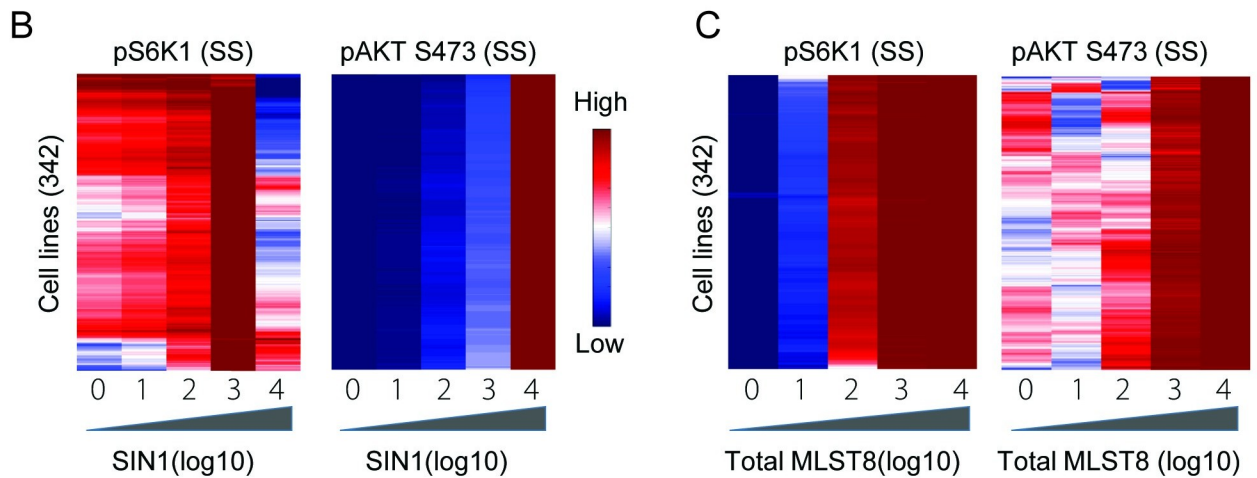 B
pS6K1 (SS)
pAKT S473 (SS)
Cell lines (342)
High
Low
0 1 2 3 4
0 1 2 3 4
SIN1(log10)
SIN1(log10)
C
pS6K1 (SS)
pAKT S473 (SS)
Cell lines (342)
0 1 2 3 4
0 1 2 3 4
Total MLST8(log10)
Total MLST8 (log10)